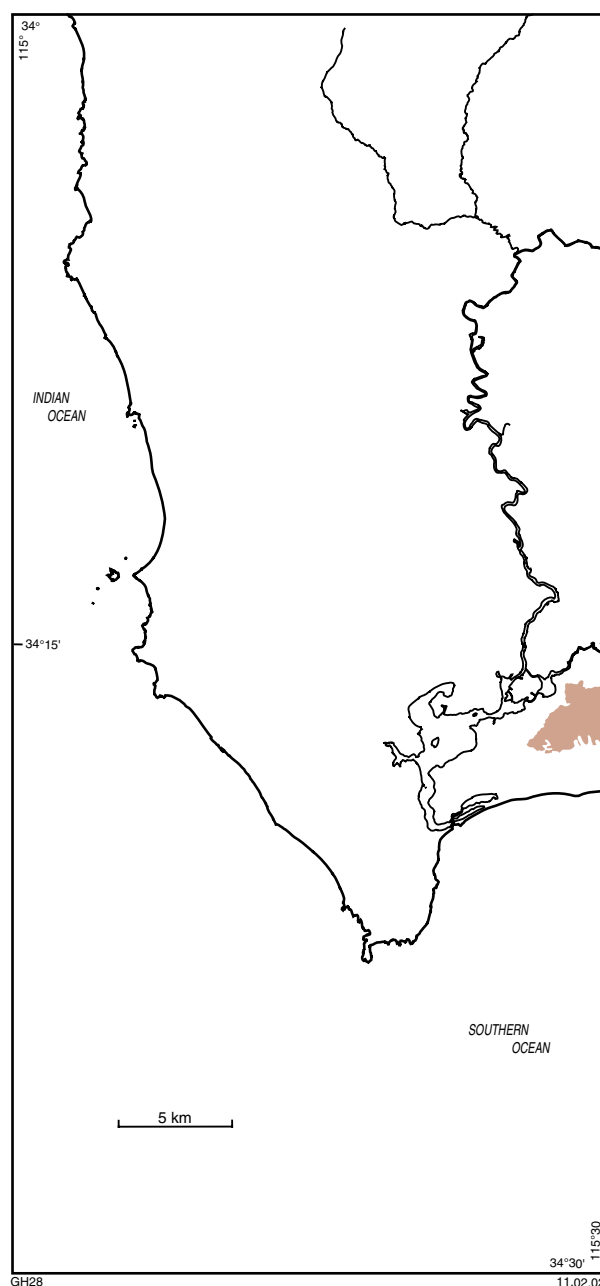 34°
115°
INDIAN
OCEAN
34°15'
SOUTHERN
OCEAN
5 km
115°30
34°30'
GH28
11.02.0